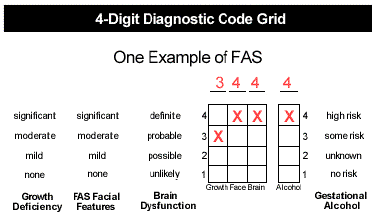 4-Digit Diagnostic Code Grid
One Example of FAS
3 4 4 4
significant significant definite 4 X X X 4 high risk
moderate moderate probable 3 X 3 some risk
mild mild possible 2 2 unknown
none none unlikely 1 1 no risk
Growth Face Brain Alcohol
Growth Deficiency FAS Facial Features Brain Dysfunction Gestational Alcohol